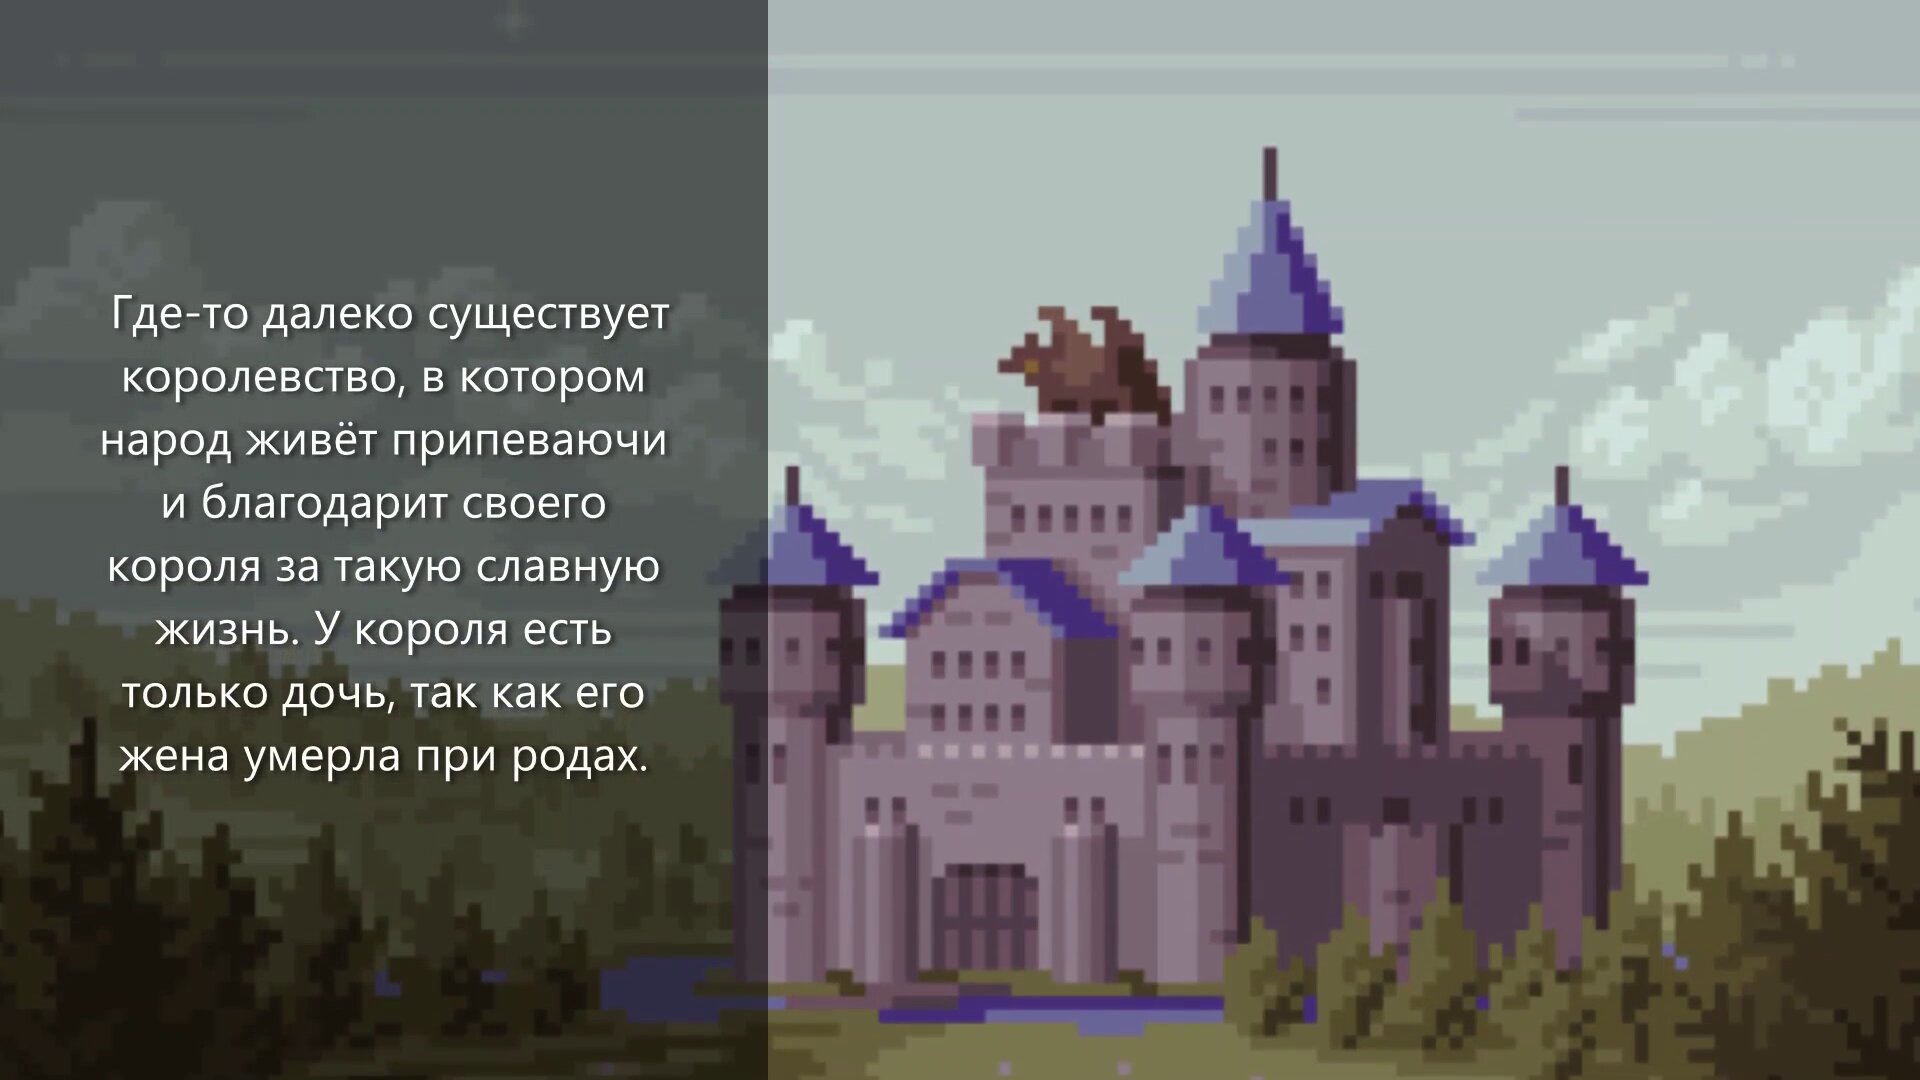 Где-то далеко существует
королевство, в котором
народ живёт припеваючи
и благодарит своего
короля за такую славную
жизнь. У короля есть
только дочь, так как его
жена умерла при родах.